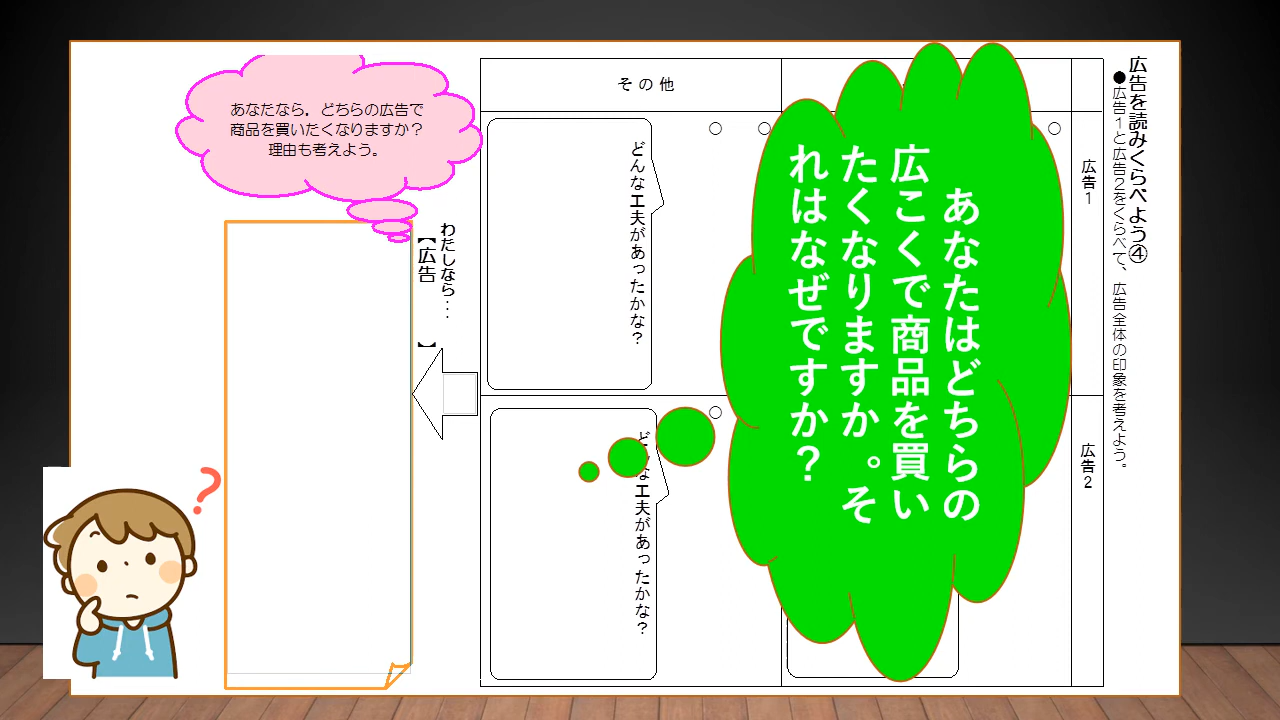 広告を読みくらべよう④
●広告１と広告２をくらべて、広告全体の印象を考えよう。
広告１
広告２
○
　あなたはどちらの
広こくで商品を買い
たくなりますか 。そ
れはなぜですか？
その他
○
○
どんな工夫があったかな？
○
どんな工夫があったかな？
わたしなら･･･
【広告　　　】
あなたなら，どちらの広告で
商品を買いたくなりますか？
理由も考えよう。
?